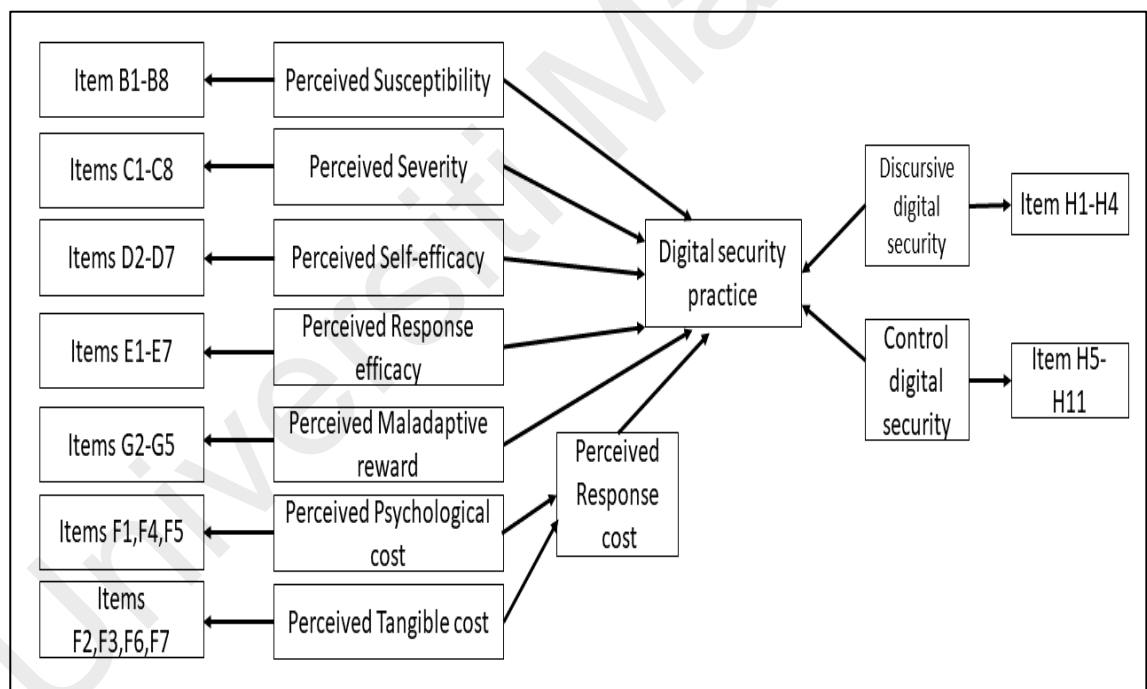 Item B1-B8
Perceived Susceptibility
Items C1-C8
Perceived Severity
Items D2-D7
Perceived Self-efficacy
Items E1-E7
Perceived Response
efficacy
Items G2-G5
Perceived Maladaptive
reward
Items F1,F4,F5
Perceived Psychological
cost
Items
F2,F3,F6,F7
Perceived Tangible cost
Perceived
Response
cost
Digital security
practice
Discursive
digital
security
Item H1-H4
Control
digital
security
Item H5-
H11
Universiti Ma